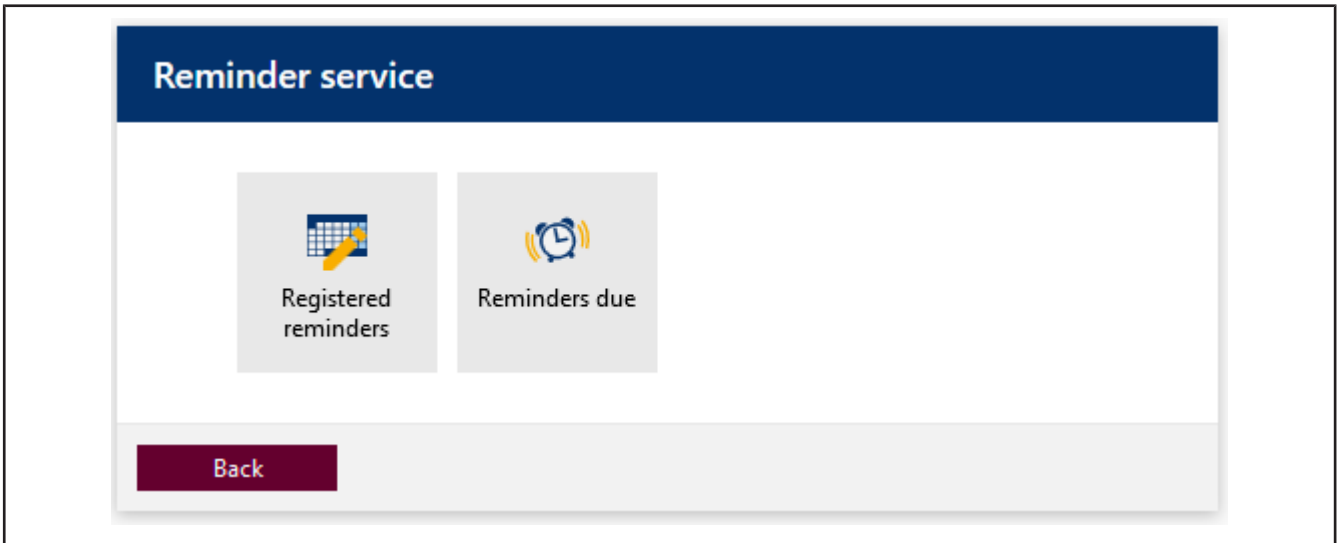 Reminder service
Registered
reminders
Reminders due
Back